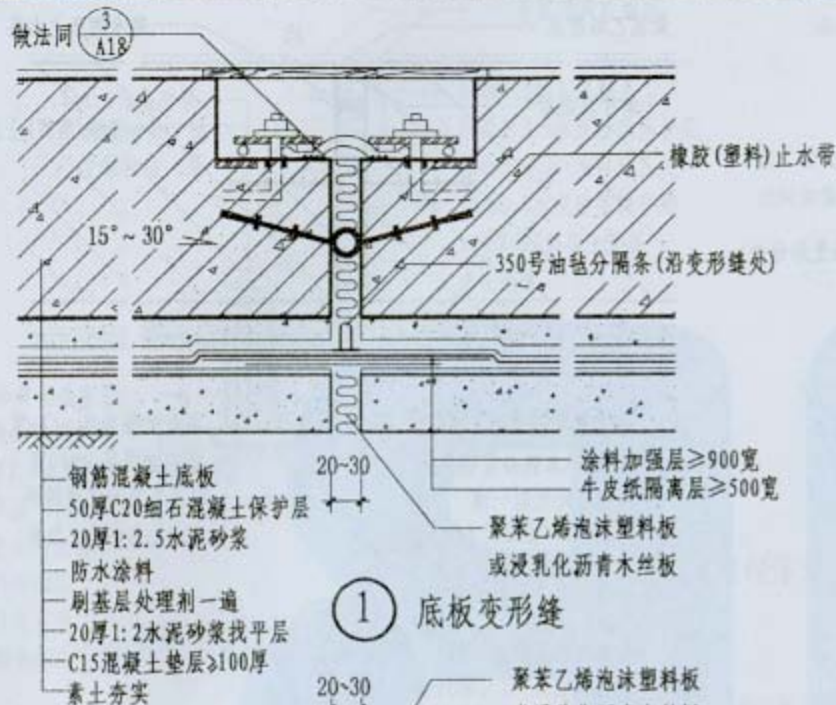 做法同 3
A18
橡胶(塑料)止水带
15°~30°
350号油毡分隔条(沿变形缝处)
钢筋混凝土底板
50厚C20细石混凝土保护层
20厚1:2.5水泥砂浆
防水涂料
刷基层处理剂一遍
20厚1:2水泥砂浆找平层
C15混凝土垫层≥100厚
素土夯实
20~30
涂料加强层≥900宽
牛皮纸隔离层≥500宽
聚苯乙烯泡沫塑料板
或浸乳化沥青木丝板
1 底板变形缝
20~30
聚苯乙烯泡沫塑料板